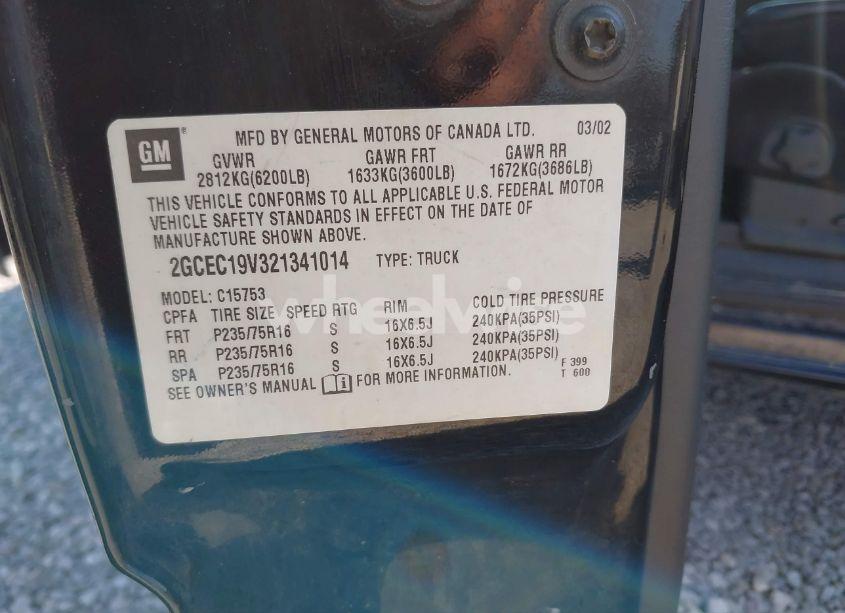 GM ®
MFD BY GENERAL MOTORS OF CANADA LTD. 03/02
GVWR GAWR FRT GAWR RR
2812KG(6200LB) 1633KG(3600LB) 1672KG(3686LB)
THIS VEHICLE CONFORMS TO ALL APPLICABLE U.S. FEDERAL MOTOR
VEHICLE SAFETY STANDARDS IN EFFECT ON THE DATE OF
MANUFACTURE SHOWN ABOVE.
2GCEC19V321341014 TYPE: TRUCK
MODEL: C15753
CPFA TIRE SIZE SPEED RTG RIM COLD TIRE PRESSURE
FRT P235/75R16 S 16X6.5J 240KPA(35PSI)
RR P235/75R16 S 16X6.5J 240KPA(35PSI)
SPA P235/75R16 S 16X6.5J 240KPA(35PSI)
SEE OWNER'S MANUAL FOR MORE INFORMATION.
F 399
T 600
wheelwise